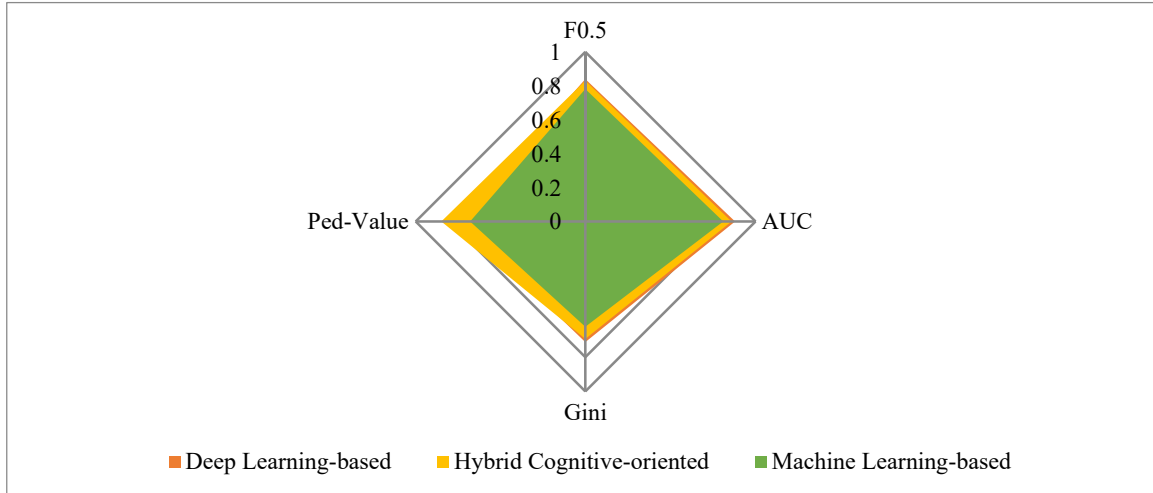 F0.5
1
0.8
0.6
0.4
0.2
0
Ped-Value
AUC
Gini
Deep Learning-based Hybrid Cognitive-oriented Machine Learning-based